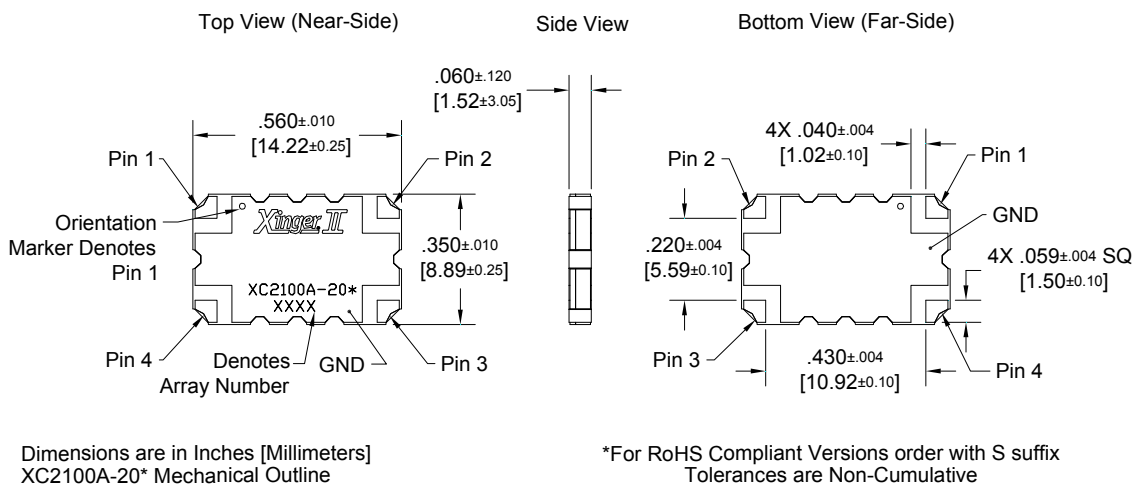 Top View (Near-Side)
Side View
Bottom View (Far-Side)
.060±.120
[1.52±3.05]
.560±.010
[14.22±0.25]
4X .040±.004
[1.02±0.10]
Pin 1
Pin 2
Pin 2
Pin 1
Orientation
Marker Denotes
Pin 1
Xinger II
GND
.350±.010
[8.89±0.25]
.220±.004
[5.59±0.10]
4X .059±.004 SQ
[1.50±0.10]
XC2100A-20*
XXXX
Pin 4
Denotes
Array Number
GND
Pin 3
Pin 3
.430±.004
[10.92±0.10]
Pin 4
Dimensions are in Inches [Millimeters]
XC2100A-20* Mechanical Outline
*For RoHS Compliant Versions order with S suffix
Tolerances are Non-Cumulative